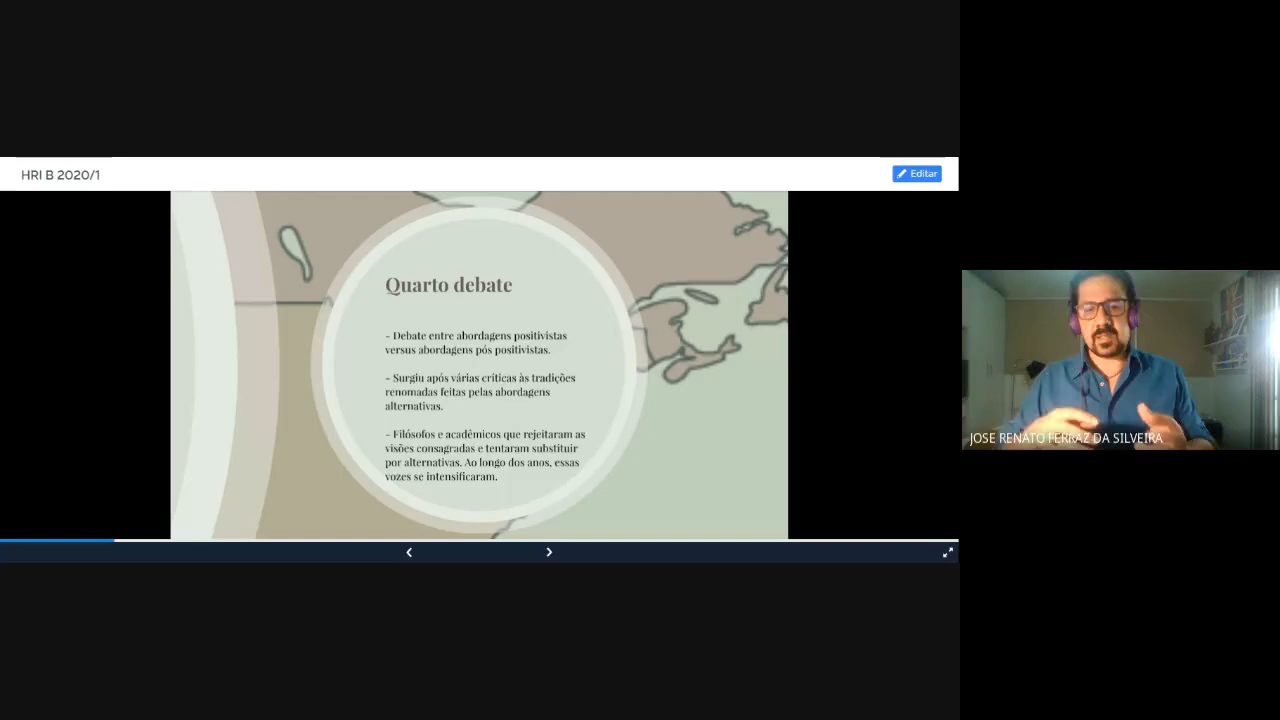 HRI B 2020/1
Editar
Quarto debate
- Debate entre abordagens positivistas
versus abordagens pós positivistas.
- Surgiu após várias críticas às tradições
renomadas feitas pelas abordagens
alternativas.
- Filósofos e acadêmicos que rejeitaram as
visões consagradas e tentaram substituir
por alternativas. Ao longo dos anos, essas
vozes se intensificaram.
JOSE RENATO FERRAZ DA SILVEIRA